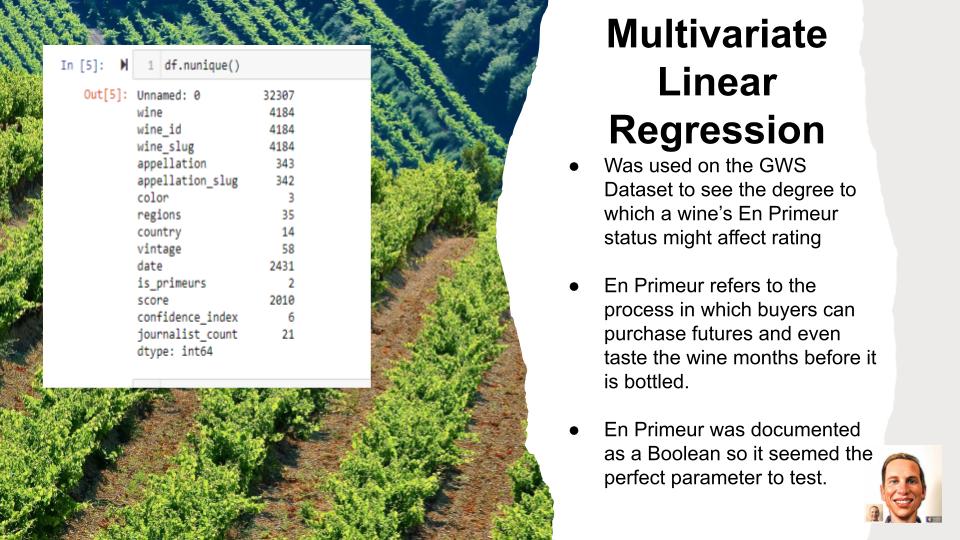 In [5]: 1 df.nunique()
Out[5]: Unnamed: 0 32307
wine 4184
wine_id 4184
wine_slug 4184
appellation 343
appellation_slug 342
color 3
regions 35
country 14
vintage 58
date 2431
is_primeurs 2
score 2010
confidence_index 6
journalist_count 21
dtype: int64
Multivariate
Linear
Regression
● Was used on the GWS
Dataset to see the degree to
which a wine’s En Primeur
status might affect rating
● En Primeur refers to the
process in which buyers can
purchase futures and even
taste the wine months before it
is bottled.
● En Primeur was documented
as a Boolean so it seemed the
perfect parameter to test.